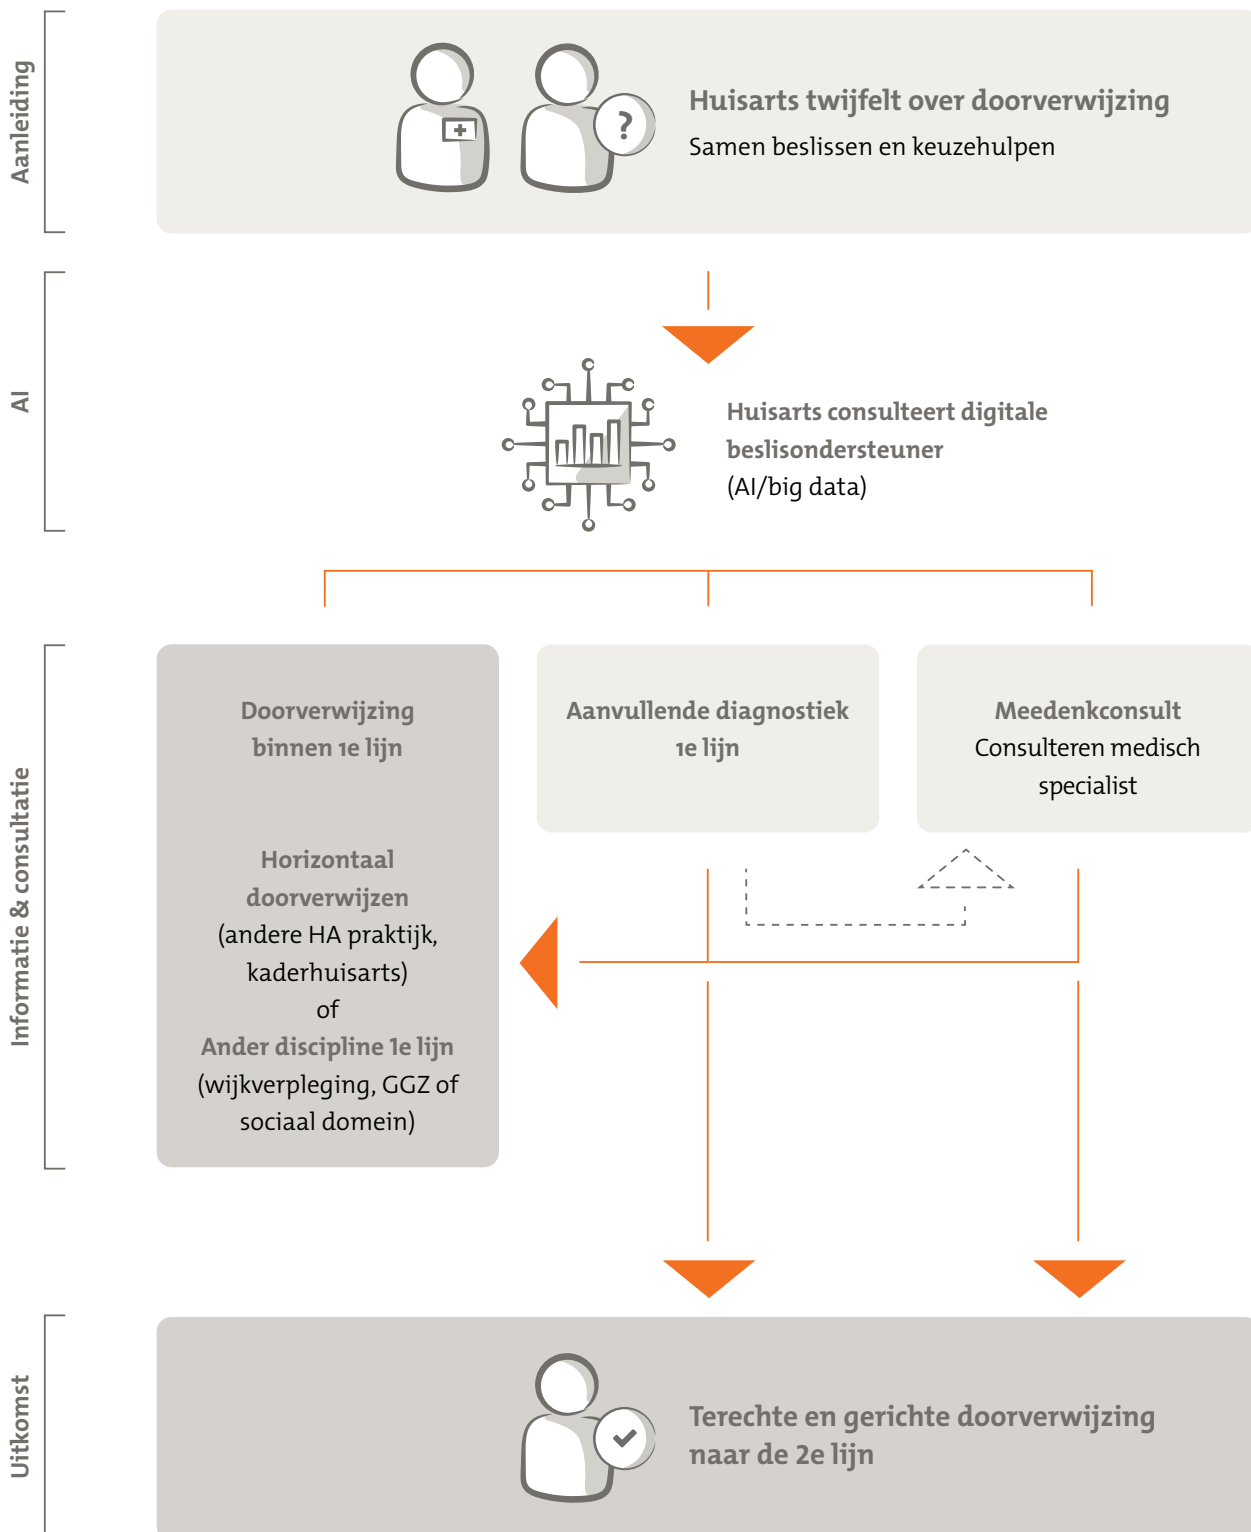 Aanleiding
Huisarts twijfelt over doorverwijzing
Samen beslissen en keuzehulpen
?
AI
Huisarts consulteert digitale
beslisondersteuner
(AI/big data)
Informatie & consultatie
Doorverwijzing
binnen 1e lijn
Horizontaal
doorverwijzen
(andere HA praktijk,
kaderhuisarts)
of
Ander discipline 1e lijn
(wijkverpleging, GGZ of
sociaal domein)
Aanvullende diagnostiek
1e lijn
Meedenkconsult
Consulteren medisch
specialist
Uitkomst
Terechte en gerichte doorverwijzing
naar de 2e lijn